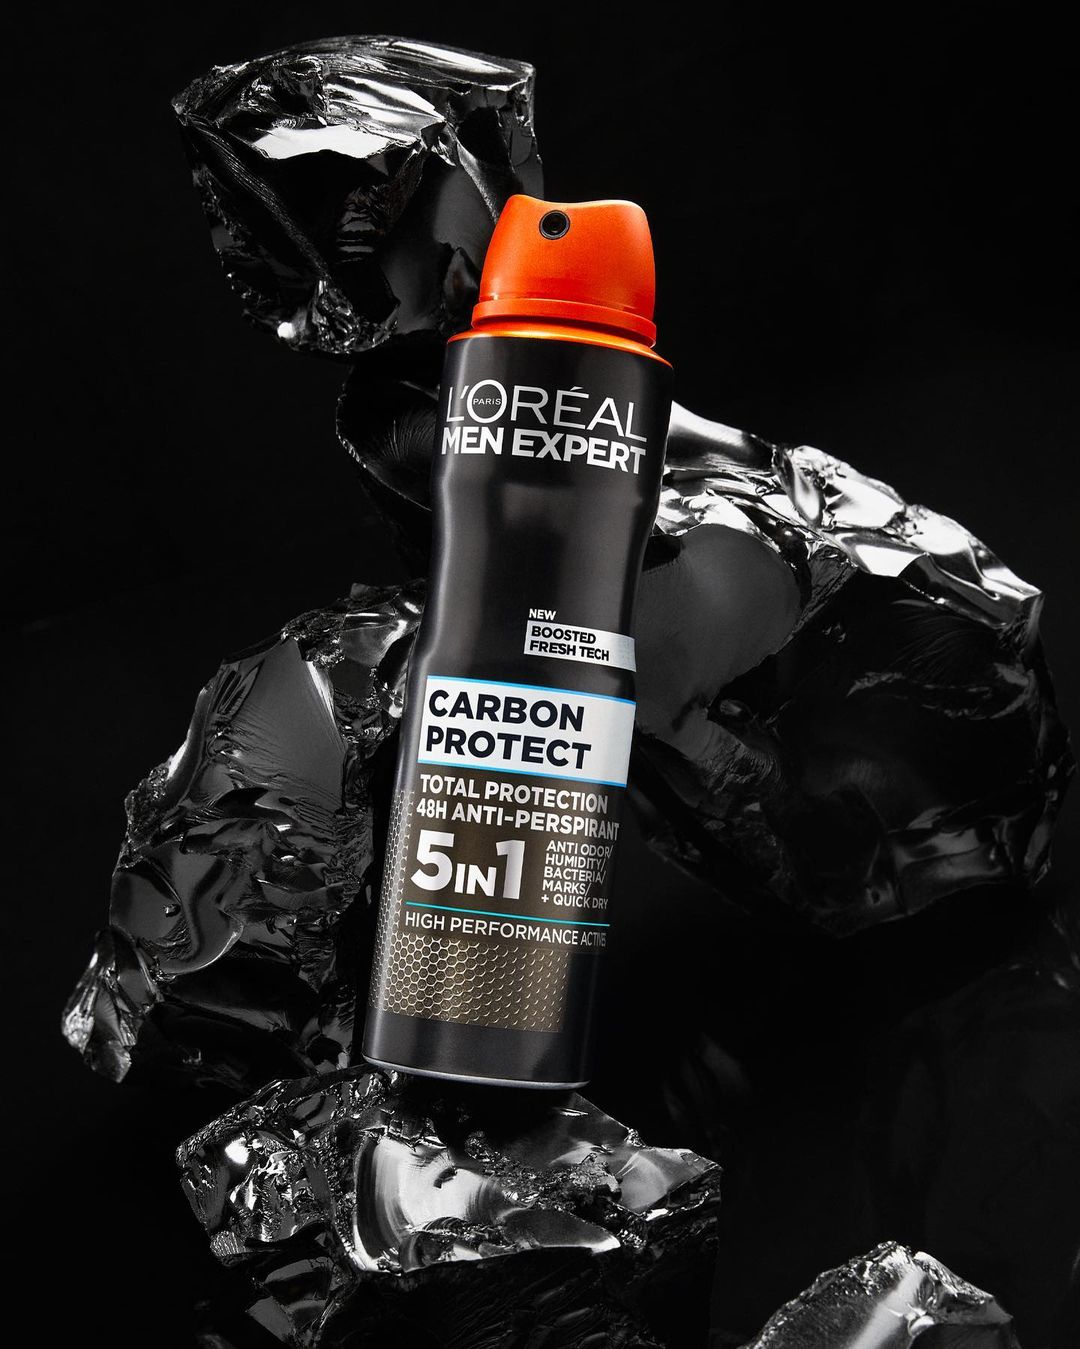 L'ORÉAL
PARIS
MEN EXPERT
NEW
BOOSTED
FRESH TECH
CARBON
PROTECT
TOTAL PROTECTION
48H ANTI-PERSPIRANT
5IN1
ANTI ODOR/
HUMIDITY/
BACTERIA/
MARKS/
+ QUICK DRY
HIGH PERFORMANCE ACTIVES